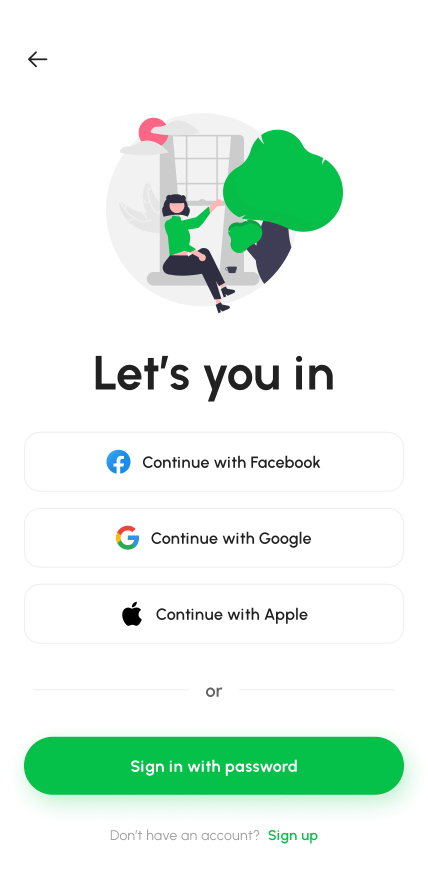 Let’s you in
Continue with Facebook
Continue with Google
Continue with Apple
or
Sign in with password
Don’t have an account? Sign up